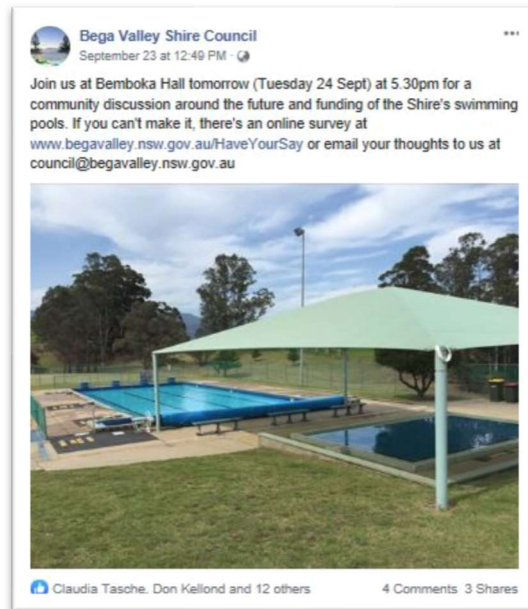 Bega Valley Shire Council
September 23 at 12:49 PM ·
Join us at Bemboka Hall tomorrow (Tuesday 24 Sept) at 5.30pm for a
community discussion around the future and funding of the Shire's swimming
pools. If you can't make it, there's an online survey at
www.begavalley.nsw.gov.au/HaveYourSay or email your thoughts to us at
council@begavalley.nsw.gov.au
Claudia Tasche, Don Kellond and 12 others 4 Comments 3 Shares